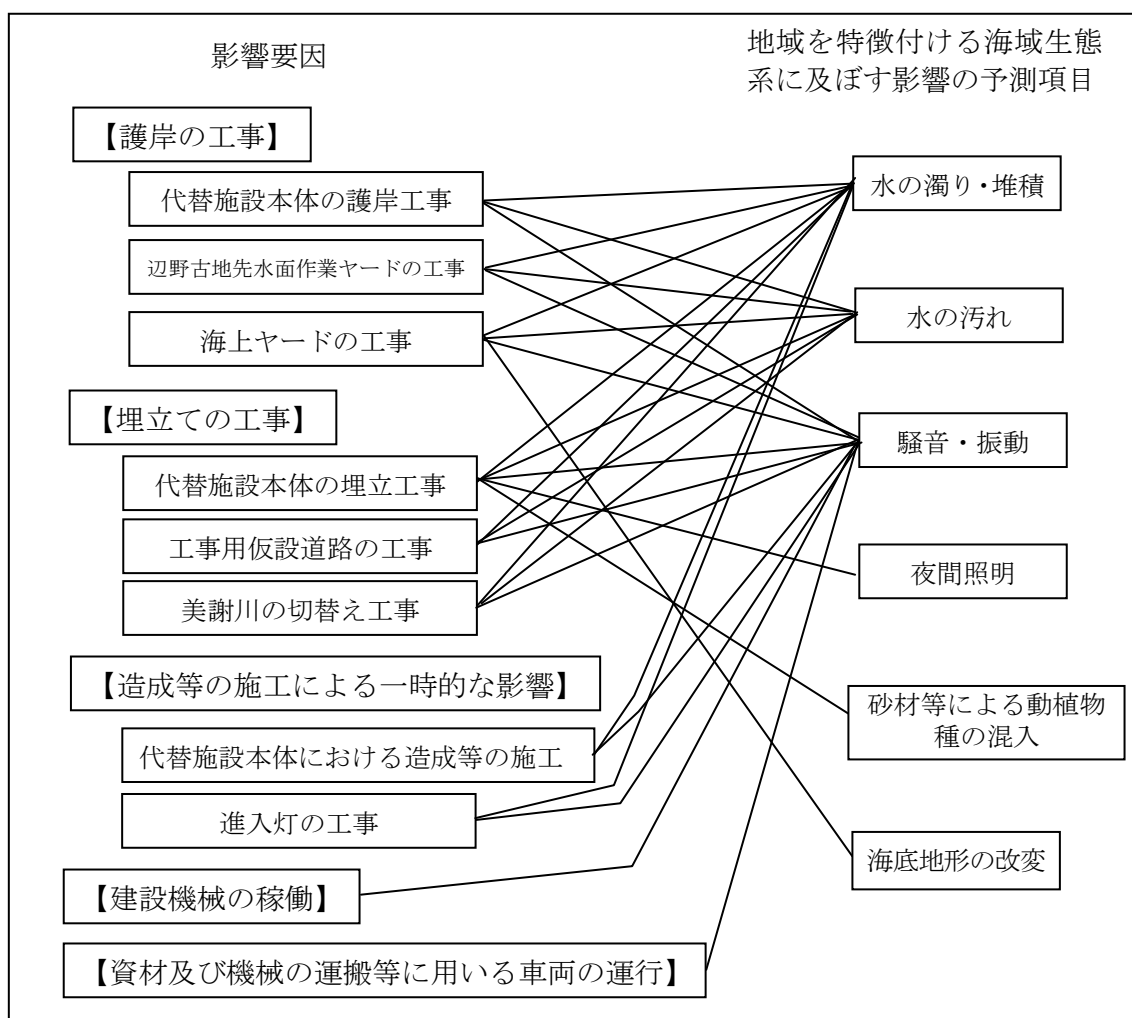 影響要因
地域を特徴付ける海域生態
系に及ぼす影響の予測項目
【護岸の工事】
代替施設本体の護岸工事
辺野古地先水面作業ヤードの工事
海上ヤードの工事
【埋立ての工事】
代替施設本体の埋立工事
工事用仮設道路の工事
美謝川の切替え工事
【造成等の施工による一時的な影響】
代替施設本体における造成等の施工
進入灯の工事
【建設機械の稼働】
【資材及び機械の運搬等に用いる車両の運行】
水の濁り・堆積
水の汚れ
騒音・振動
夜間照明
砂材等による動植物
種の混入
海底地形の改変